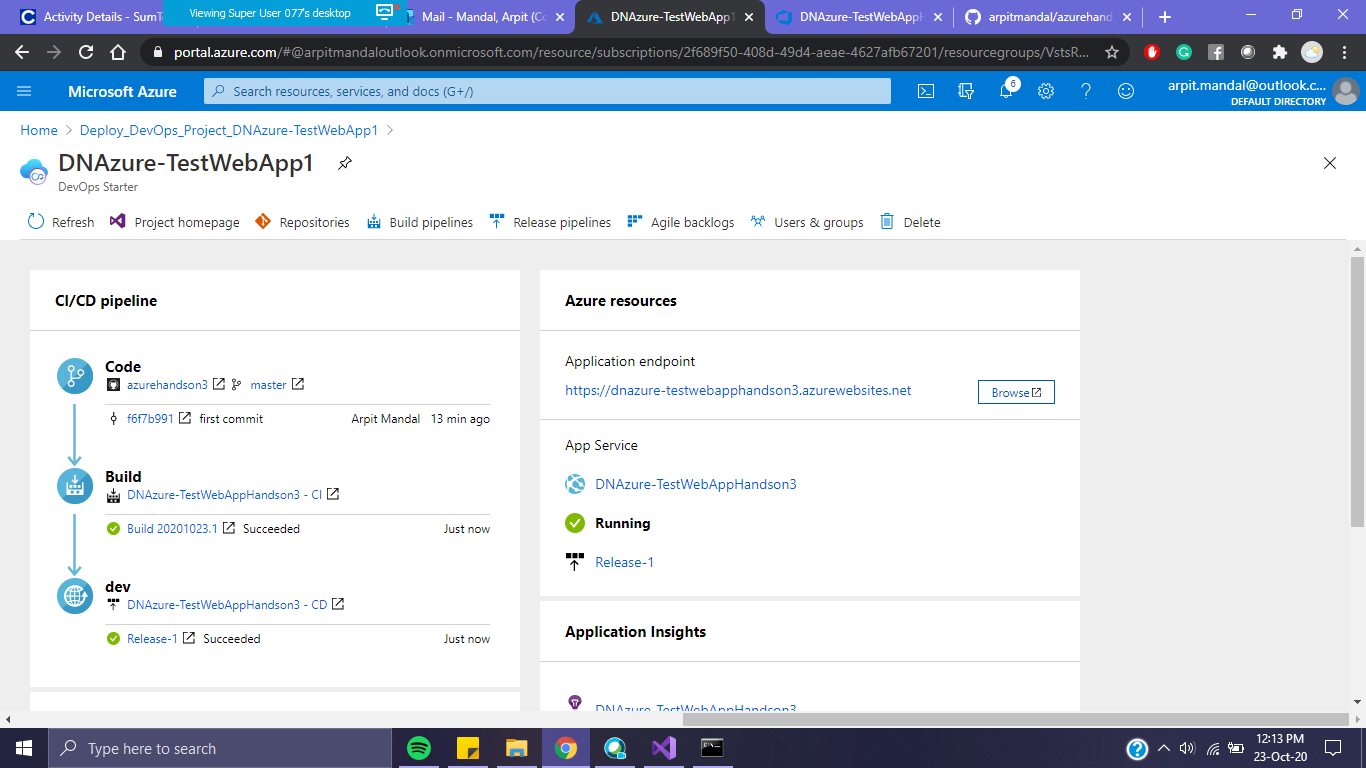 Activity Details - SumT
Viewing Super User 077's desktop
Mail - Mandal, Arpit (Co
DNAzure-TestWebApp1
DNAzure-TestWebAppH
arpitmandal/azurehand
portal.azure.com/#@arpitmandaloutlook.onmicrosoft.com/resource/subscriptions/2f689f50-408d-49d4-aeae-4627afb67201/resourcegroups/VstsR...
Microsoft Azure
Search resources, services, and docs (G+/)
6
arpit.mandal@outlook.c...
DEFAULT DIRECTORY
Home > Deploy_DevOps_Project_DNAzure-TestWebApp1 >
DNAzure-TestWebApp1
DevOps Starter
Refresh Project homepage Repositories Build pipelines Release pipelines Agile backlogs Users & groups Delete
CI/CD pipeline
Code
azurehandson3 master
f6f7b991 first commit Arpit Mandal 13 min ago
Build
DNAzure-TestWebAppHandson3 - CI
Build 20201023.1 Succeeded Just now
dev
DNAzure-TestWebAppHandson3 - CD
Release-1 Succeeded Just now
Azure resources
Application endpoint
https://dnazure-testwebapphandson3.azurewebsites.net
Browse
App Service
DNAzure-TestWebAppHandson3
Running
Release-1
Application Insights
DNAzure-TestWebAppHandson3
Type here to search
12:13 PM
23-Oct-20